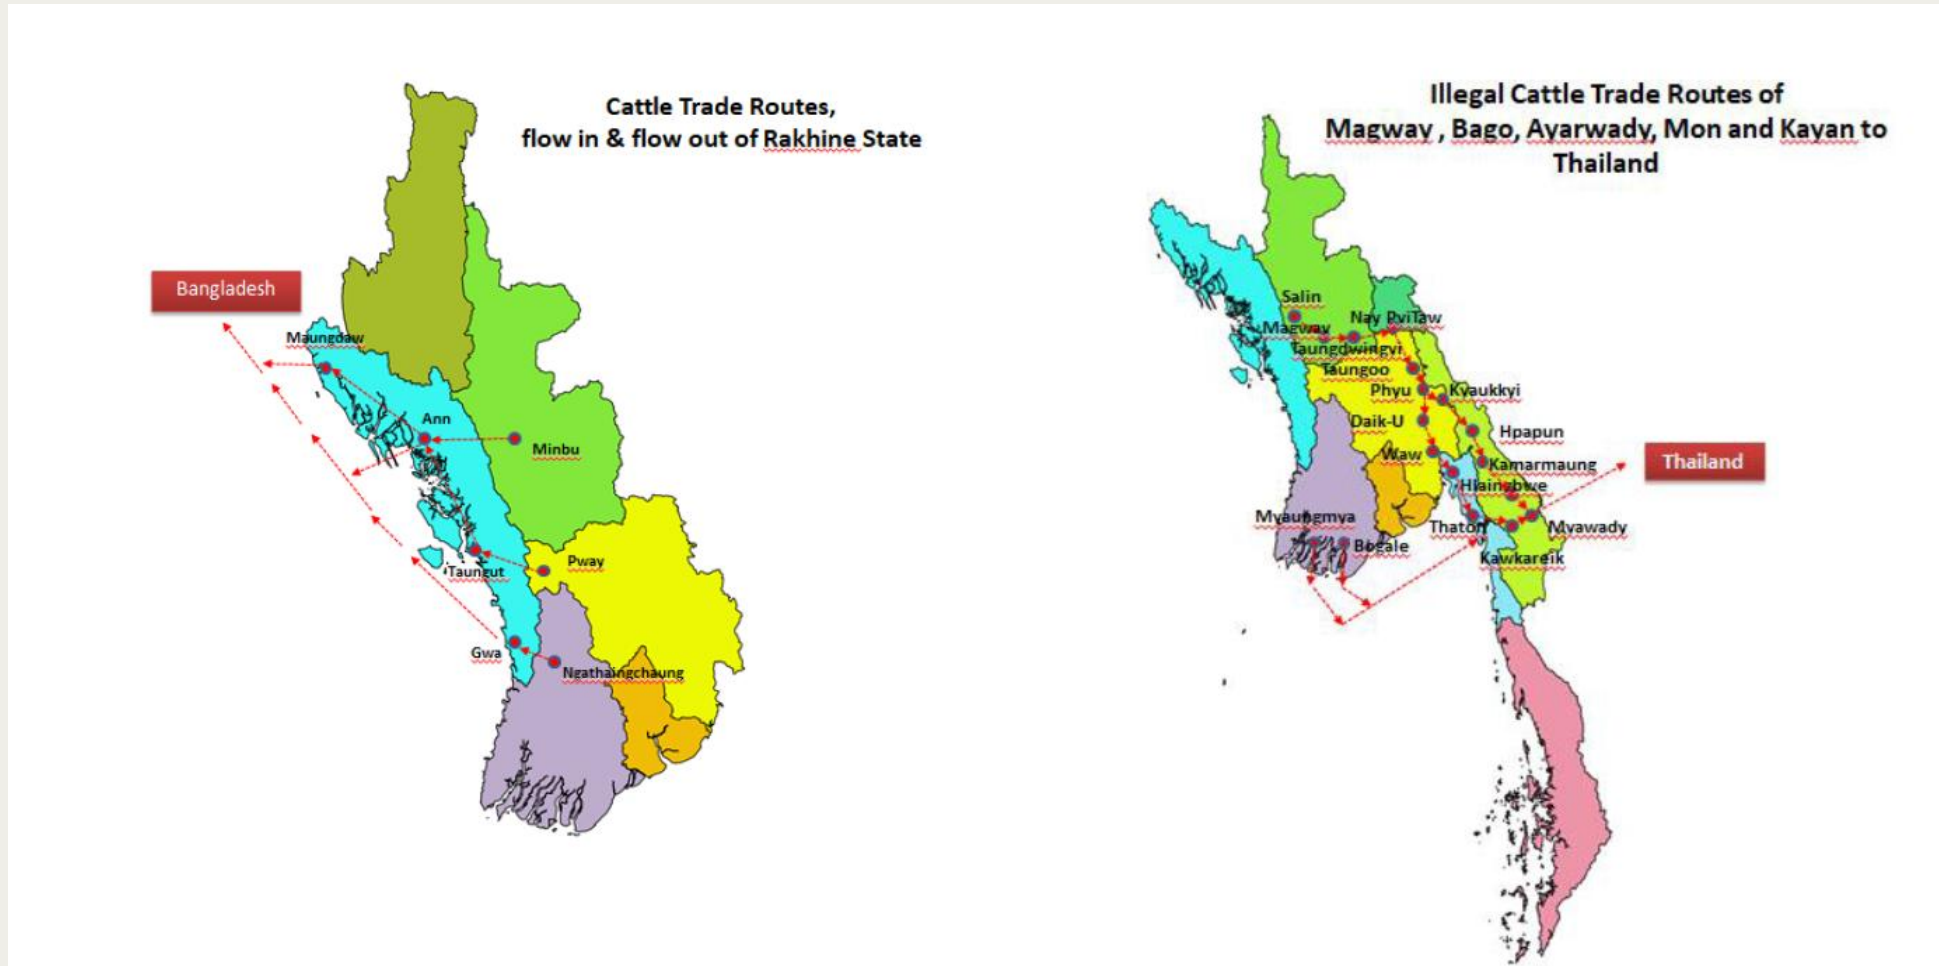 Cattle Trade Routes,
flow in & flow out of Rakhine State
Bangladesh
Maungdaw
Ann
Minbu
Taungut
Pway
Gwa
Ngathaingchaung
Illegal Cattle Trade Routes of
Magway , Bago, Ayarwady, Mon and Kayan to
Thailand
Salin
Magway
Nay PyiTaw
Taungdwingyi
Taungoo
Phyu
Kyaukkyi
Daik-U
Hpapun
Waw
Kamarmaung
Thailand
Hlaingbwe
Myaungmya
Thaton
Myawady
Bogale
Kawkareik